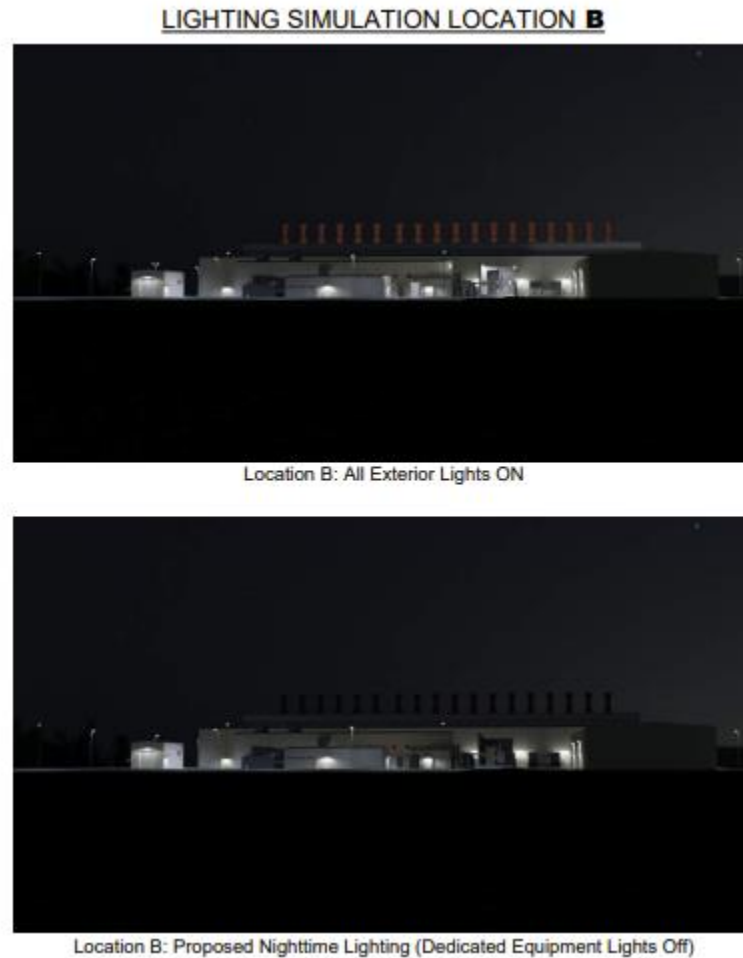 LIGHTING SIMULATION LOCATION B
Location B: All Exterior Lights ON
Location B: Proposed Nighttime Lighting (Dedicated Equipment Lights Off)